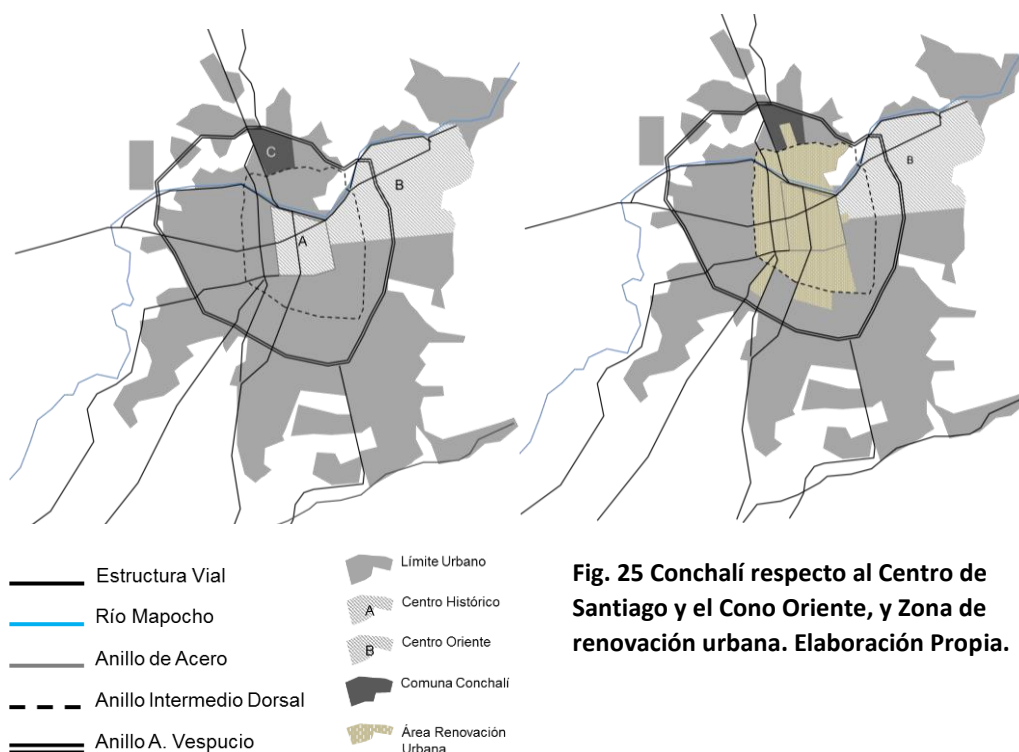 C
B
A
B
Estructura Vial
Río Mapocho
Anillo de Acero
Anillo Intermedio Dorsal
Anillo A. Vespucio
Límite Urbano
A
Centro Histórico
B
Centro Oriente
Comuna Conchalí
Área Renovación
Urbana
Fig. 25 Conchalí respecto al Centro de
Santiago y el Cono Oriente, y Zona de
renovación urbana. Elaboración Propia.